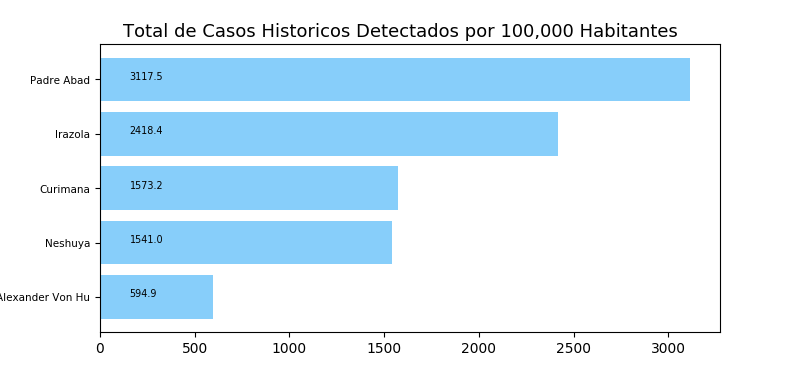 Total de Casos Historicos Detectados por 100,000 Habitantes
Padre Abad 3117.5
Irazola 2418.4
Curimana 1573.2
Neshuya 1541.0
Alexander Von Hu 594.9
0 500 1000 1500 2000 2500 3000